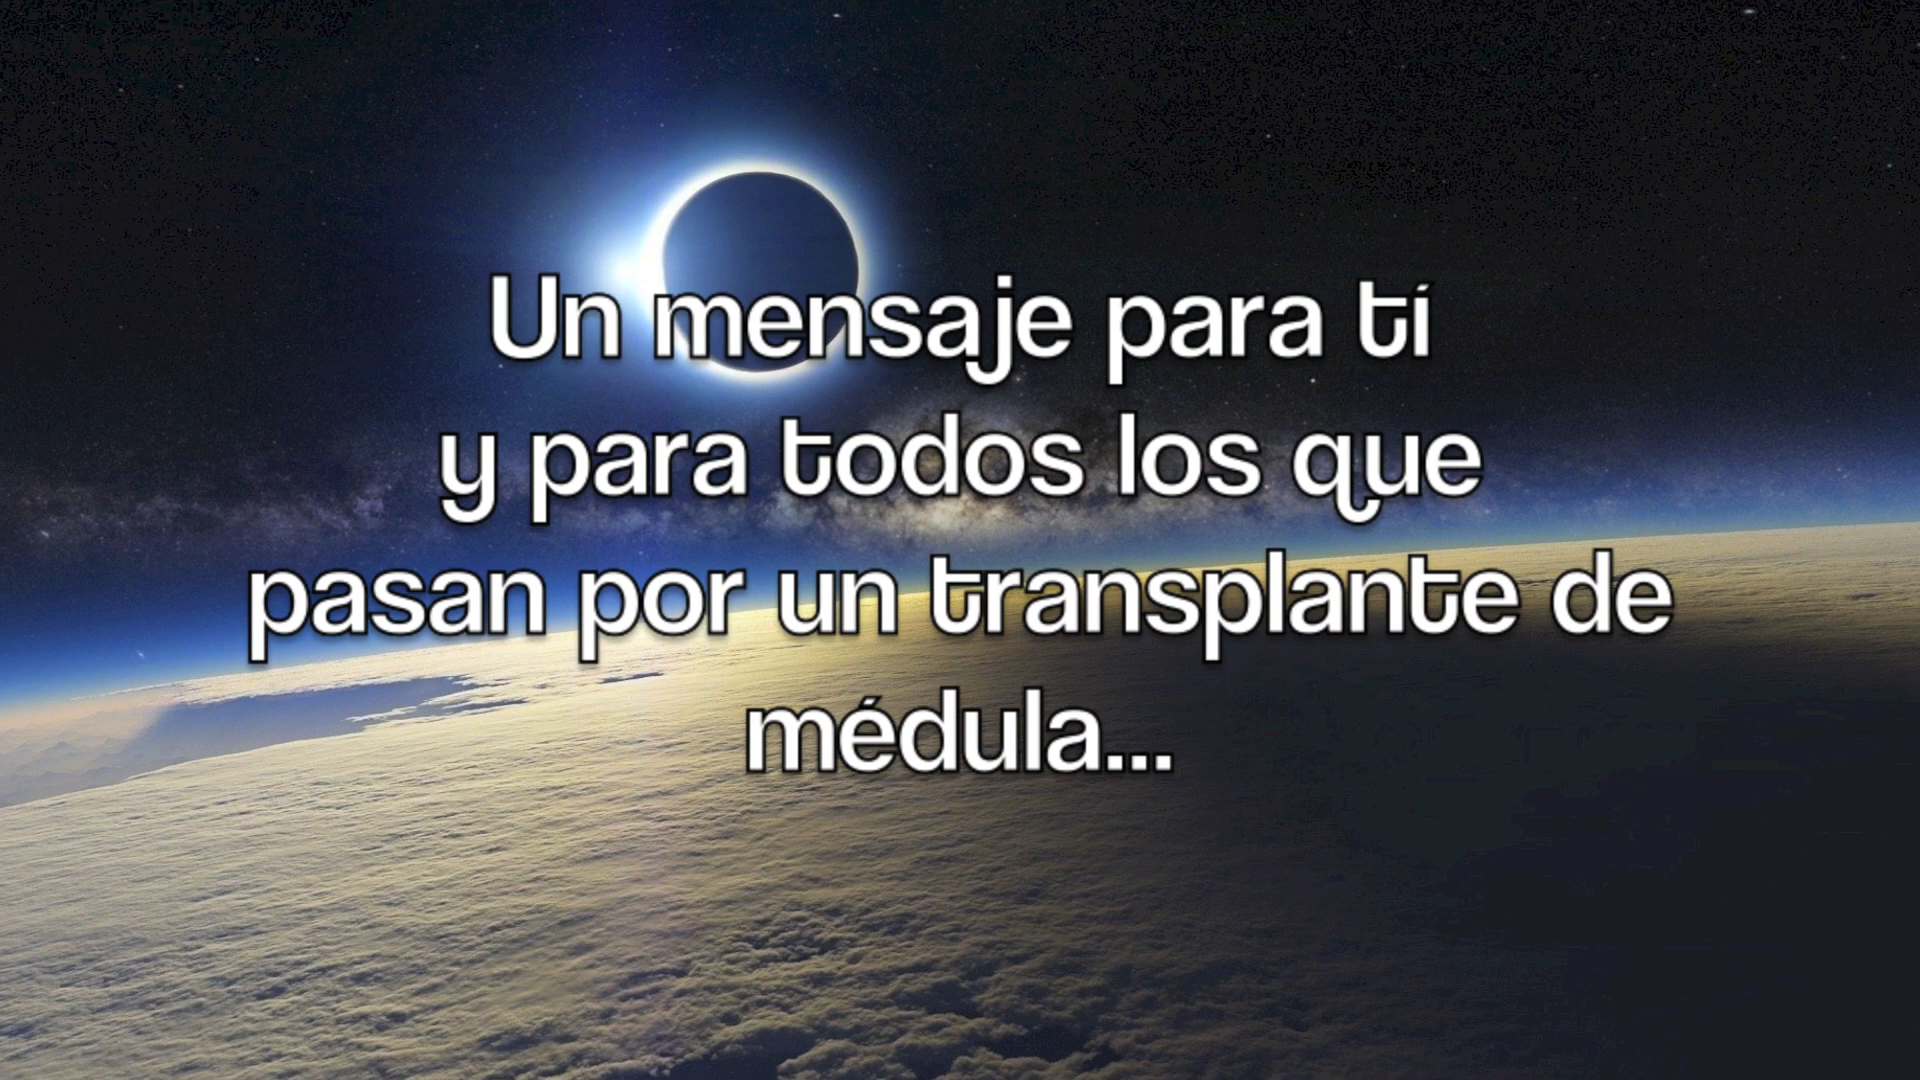 Un mensaje para tí
y para todos los que
pasan por un transplante de
médula...